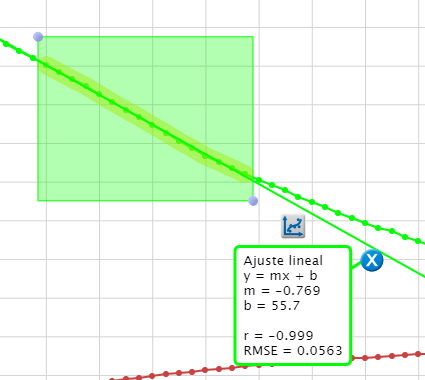 Ajuste lineal
y = mx + b
m = -0.769
b = 55.7
r = -0.999
RMSE = 0.0563
X